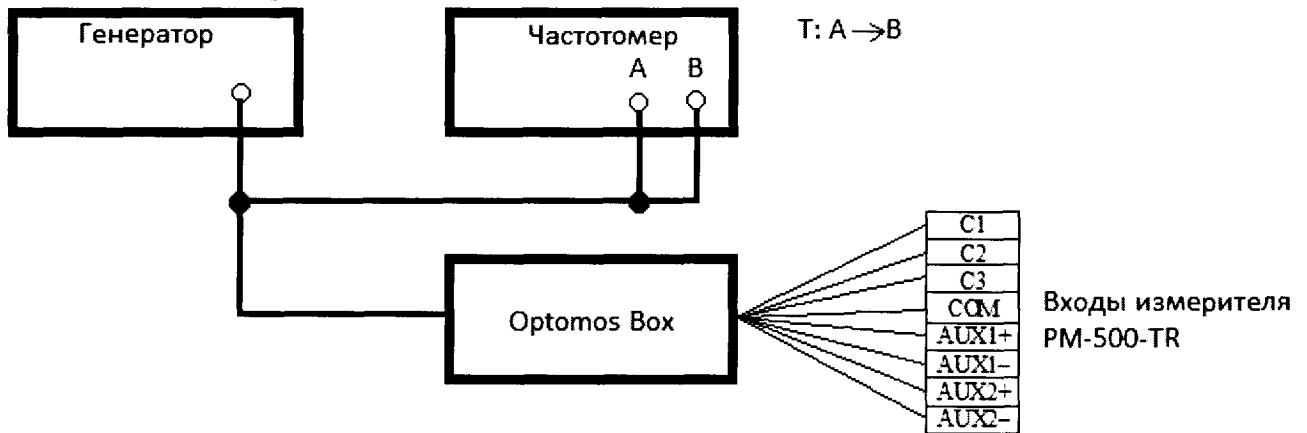 Генератор
Частотомер
A B
T: A →B
Optomos Box
C1
C2
C3
COM
AUX1+
AUX1−
AUX2+
AUX2−
Входы измерителя
PM-500-TR